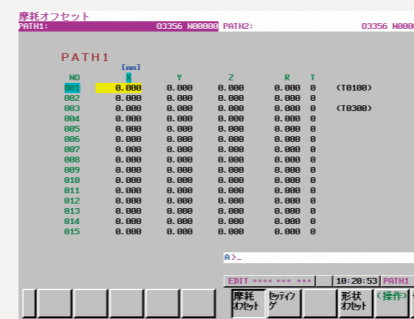 摩耗オフセット
PATH1: O3356 N00000 PATH2: O3356 N0000
PATH1
[mm]
NO X Y Z R T
001 0.000 0.000 0.000 0.000 0 (T0100)
002 0.000 0.000 0.000 0.000 0
003 0.000 0.000 0.000 0.000 0 (T0300)
004 0.000 0.000 0.000 0.000 0
005 0.000 0.000 0.000 0.000 0
006 0.000 0.000 0.000 0.000 0
007 0.000 0.000 0.000 0.000 0
008 0.000 0.000 0.000 0.000 0
009 0.000 0.000 0.000 0.000 0
010 0.000 0.000 0.000 0.000 0
011 0.000 0.000 0.000 0.000 0
012 0.000 0.000 0.000 0.000 0
013 0.000 0.000 0.000 0.000 0
014 0.000 0.000 0.000 0.000 0
015 0.000 0.000 0.000 0.000 0
A>_
EDIT **** *** *** 10:20:53 PATH1
摩耗オフセット セッティング 形状オフセット (操作)